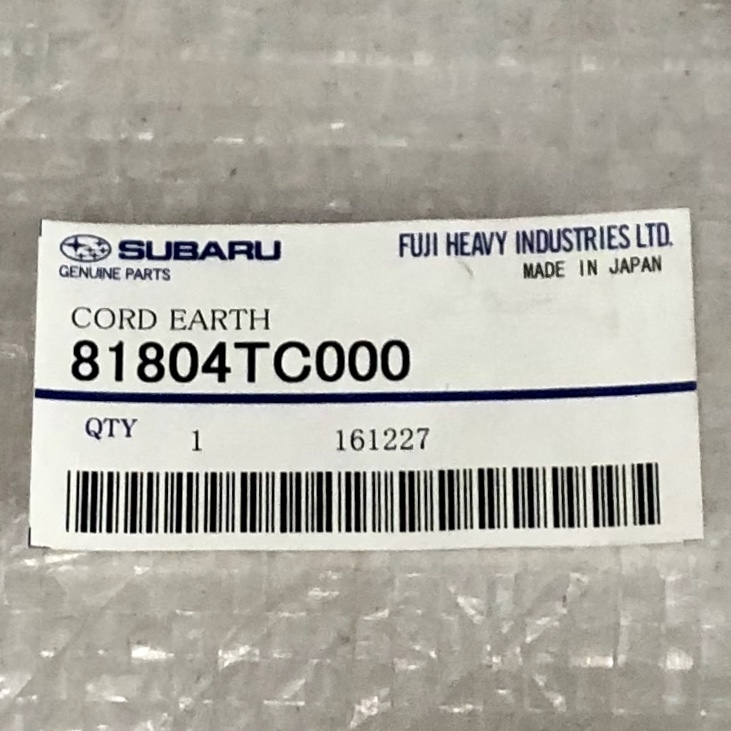 SUBARU
GENUINE PARTS
FUJI HEAVY INDUSTRIES LTD.
MADE IN JAPAN
CORD EARTH
81804TC000
QTY 1 161227